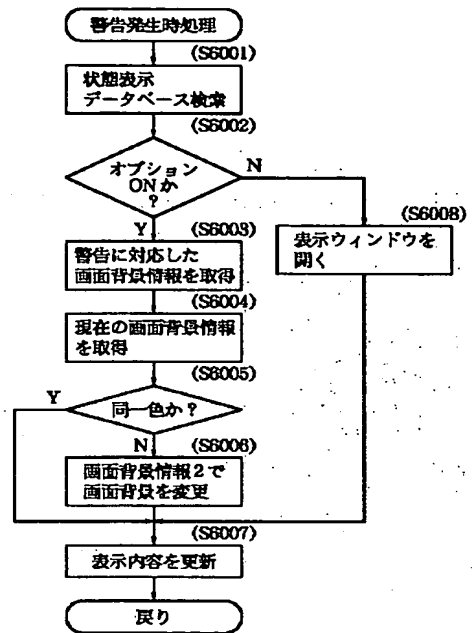 警告発生時処理
(S6001)
状態表示
データベース検索
(S6002)
オプション
ONか
?
N
Y
(S6003)
(S6008)
警告に対応した
画面背景情報を取得
表示ウィンドウを
開く
(S6004)
現在の画面背景情報
を取得
(S6005)
Y
同一色か?
N
(S6006)
画面背景情報2で
画面背景を変更
(S6007)
表示内容を更新
戻り